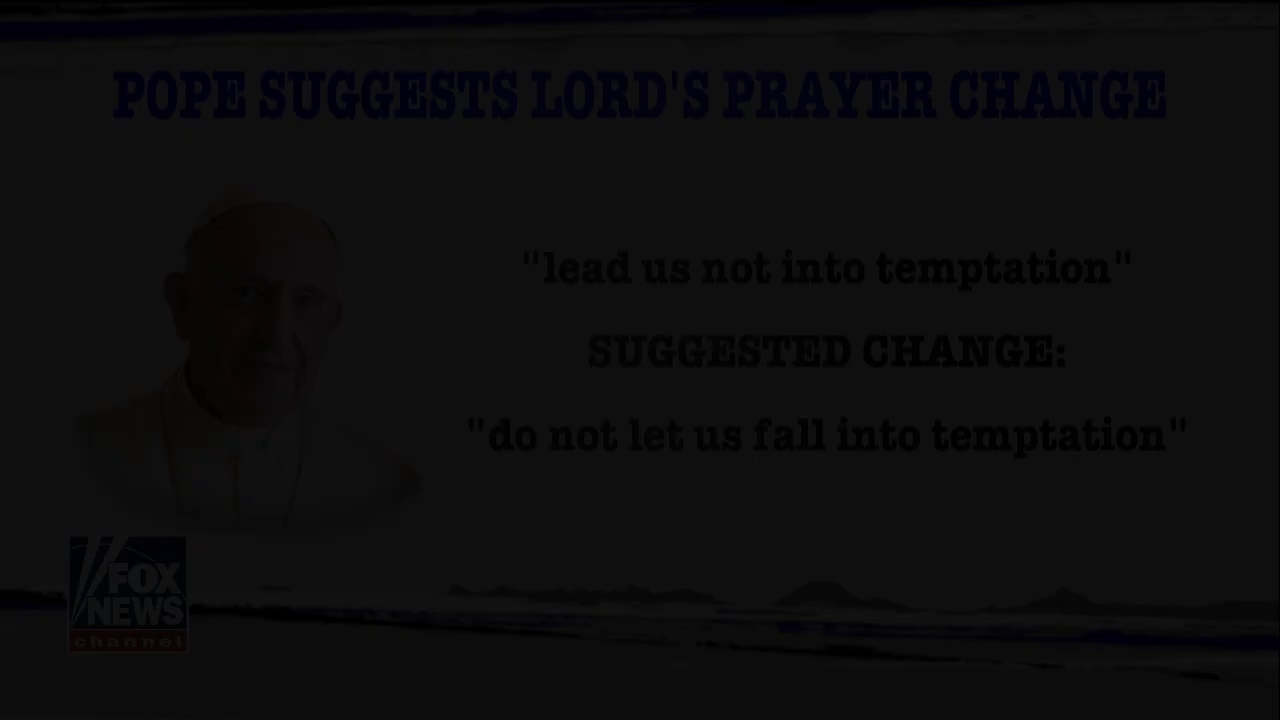 POPE SUGGESTS LORD'S PRAYER CHANGE
"lead us not into temptation"
SUGGESTED CHANGE:
"do not let us fall into temptation"
FOX
NEWS
channel